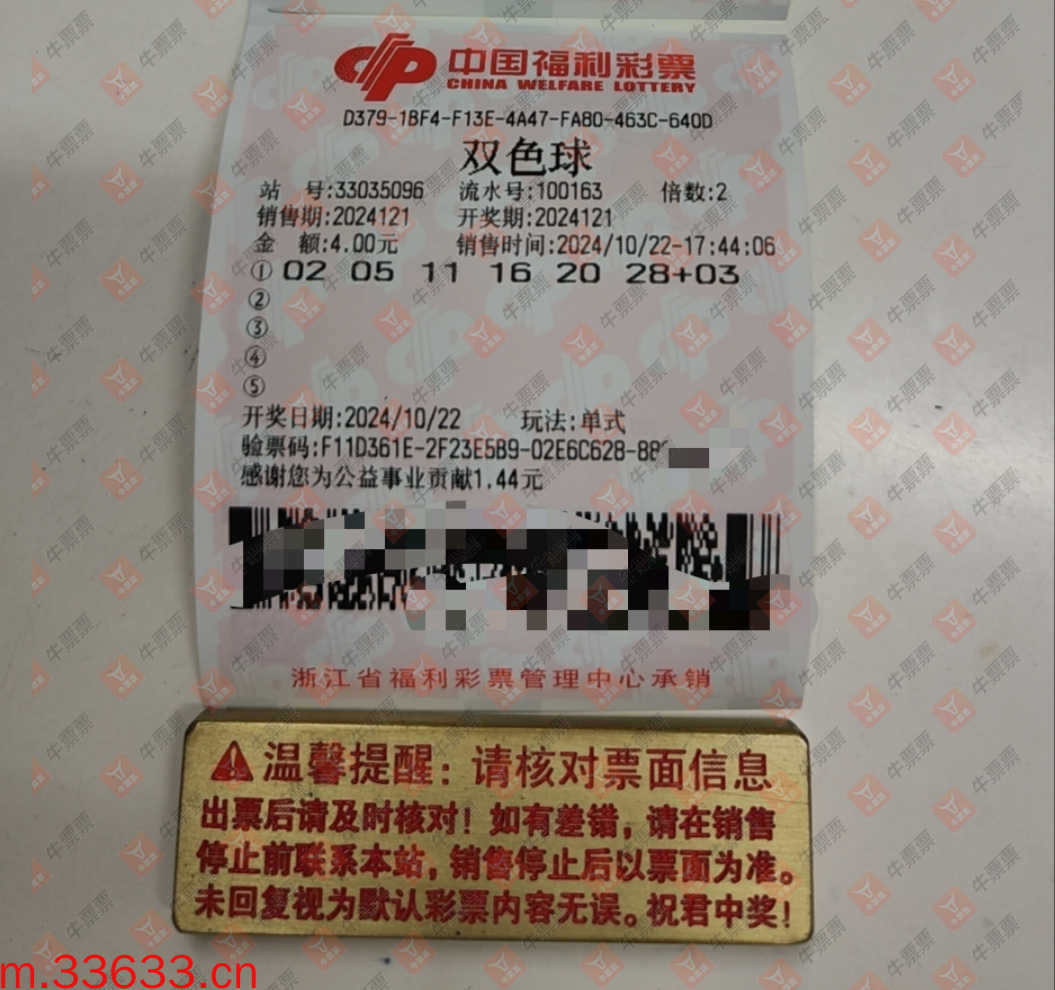 中国福利彩票
CHINA WELFARE LOTTERY
D379-1BF4-F13E-4A47-FA80-463C-640D
双色球
站 号:33035096 流水号:100163 倍数:2
销售期:2024121 开奖期:2024121
金 额:4.00元 销售时间:2024/10/22-17:44:06
① 02 05 11 16 20 28+03
②
③
④
⑤
开奖日期:2024/10/22 玩法:单式
验票码:F11D361E-2F23E5B9-02E6C628-88
感谢您为公益事业贡献1.44元
浙江省福利彩票管理中心承销
温馨提醒：请核对票面信息
出票后请及时核对！如有差错，请在销售
停止前联系本站，销售停止后以票面为准。
未回复视为默认彩票内容无误。祝君中奖！
m.33633.cn
牛票票